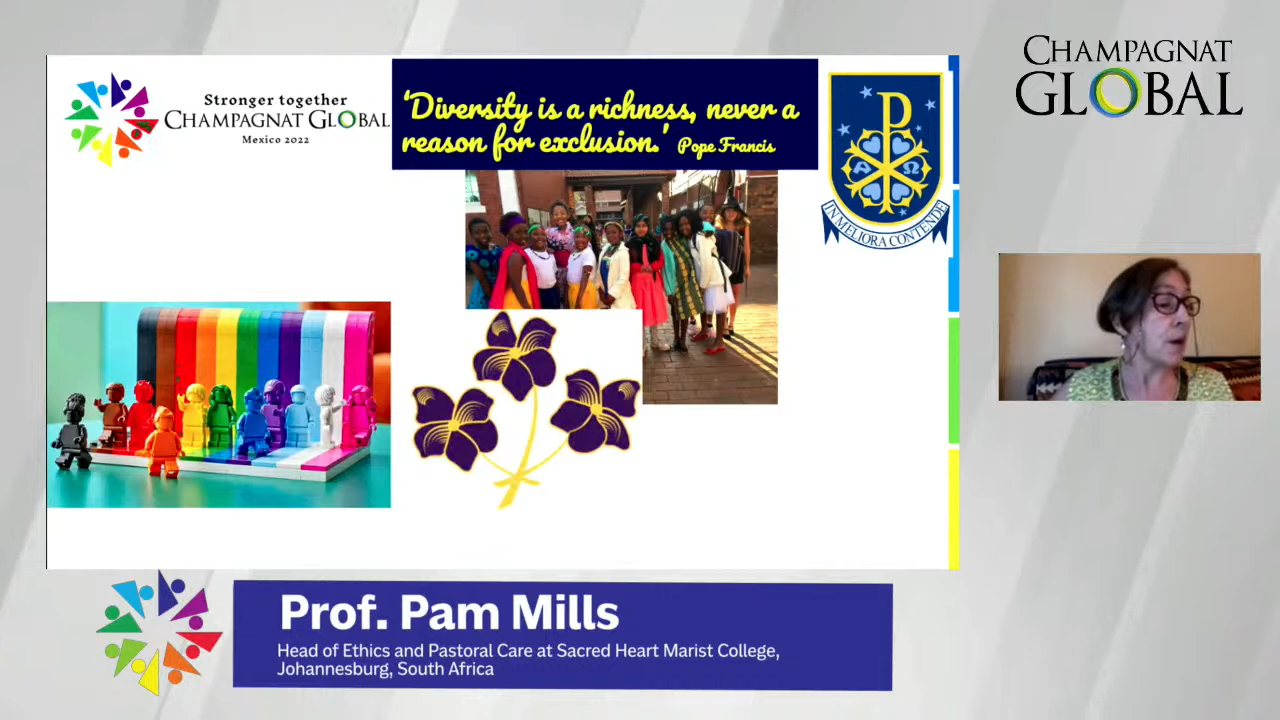 Stronger together
CHAMPAGNAT GLOBAL
Mexico 2022
'Diversity is a richness, never a
reason for exclusion.' Pope Francis
P
Α Ω
IN MELIORA CONTENDE
CHAMPAGNAT
GLOBAL
Prof. Pam Mills
Head of Ethics and Pastoral Care at Sacred Heart Marist College,
Johannesburg, South Africa